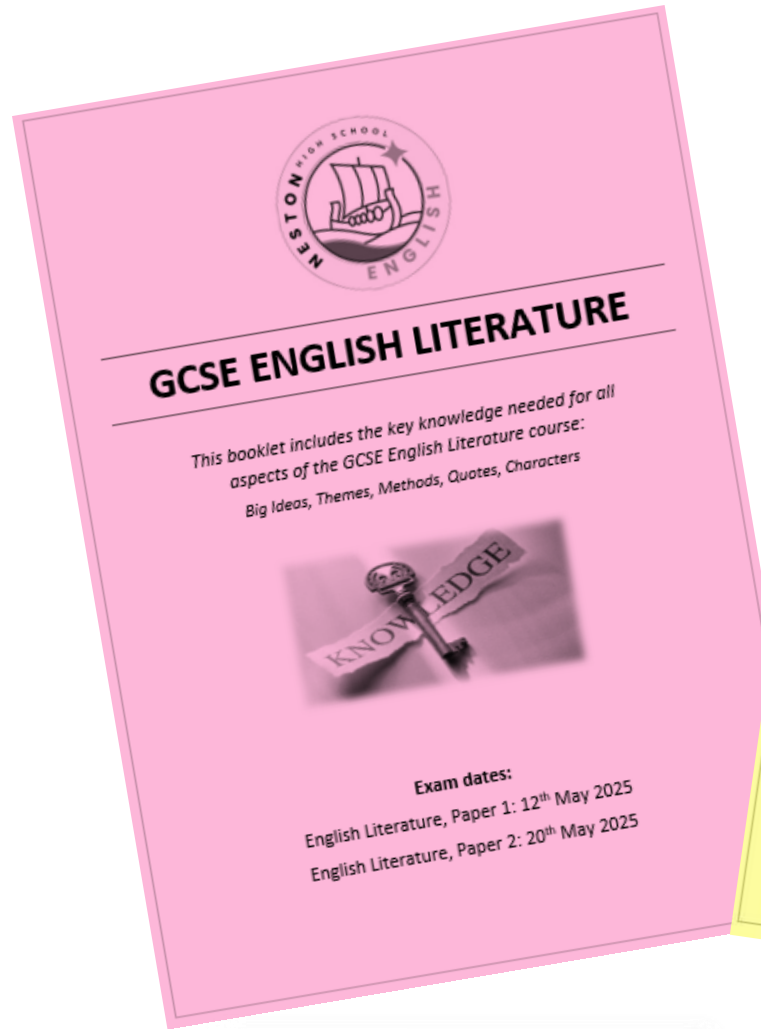 NESTON HIGH SCHOOL
ENGLISH
GCSE ENGLISH LITERATURE
This booklet includes the key knowledge needed for all
aspects of the GCSE English Literature course:
Big Ideas, Themes, Methods, Quotes, Characters
KNOWLEDGE
Exam dates:
English Literature, Paper 1: 12th May 2025
English Literature, Paper 2: 20th May 2025